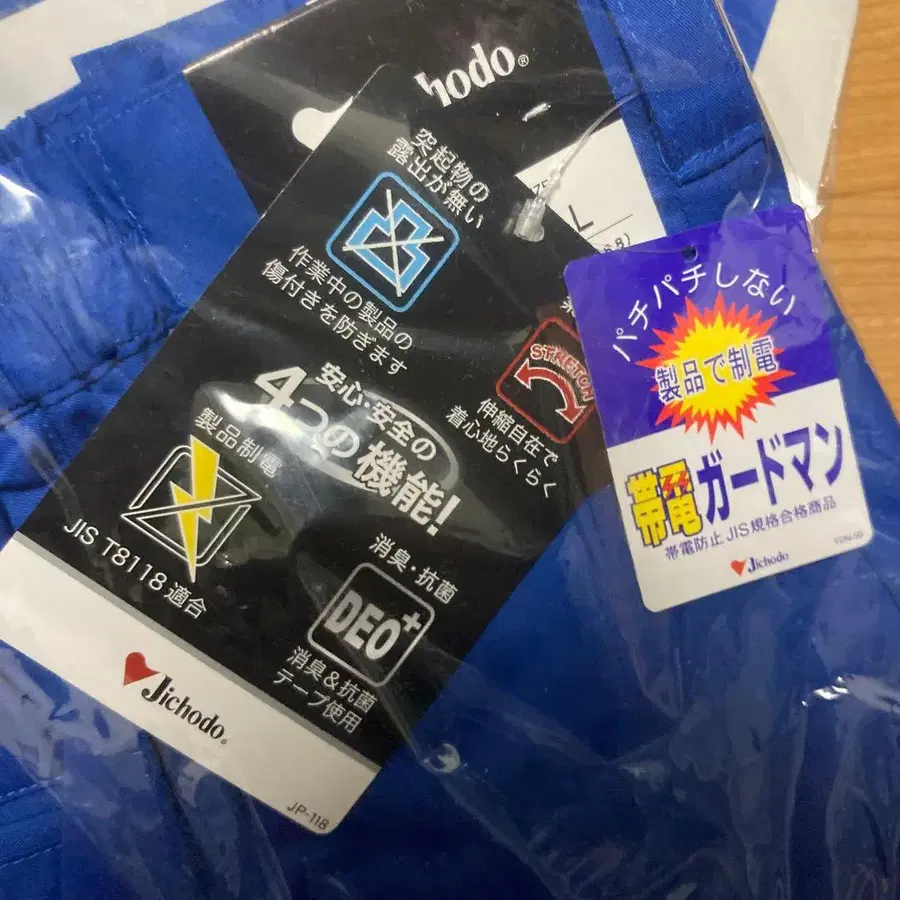 hodo®
L
突起物の
露出が無い
作業中の製品の
傷付きを防ぎます
STRETCH
伸縮自在で
着心地らくらく
安心・安全の
4つの機能!
製品制電
JIS T8118 適合
消臭・抗菌
DEO+
消臭&抗菌
テープ使用
Jichodo®
JP-118
パチパチしない
製品で制電
帯電ガードマン
帯電防止 JIS規格合格商品
Jichodo